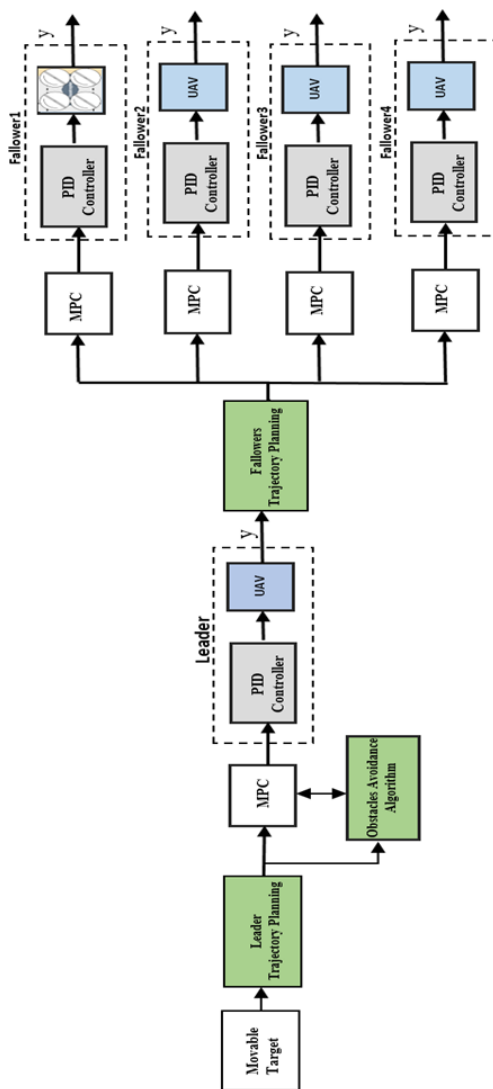 Movable
Target
Leader
Trajectory Planning
Obstacles Avoidance
Algorithm
MPC
Leader
PID
Controller
UAV
y
Fallowers
Trajectory Planning
MPC
Fallower1
PID
Controller
y
MPC
Fallower2
PID
Controller
UAV
y
MPC
Fallower3
PID
Controller
UAV
y
MPC
Fallower4
PID
Controller
UAV
y